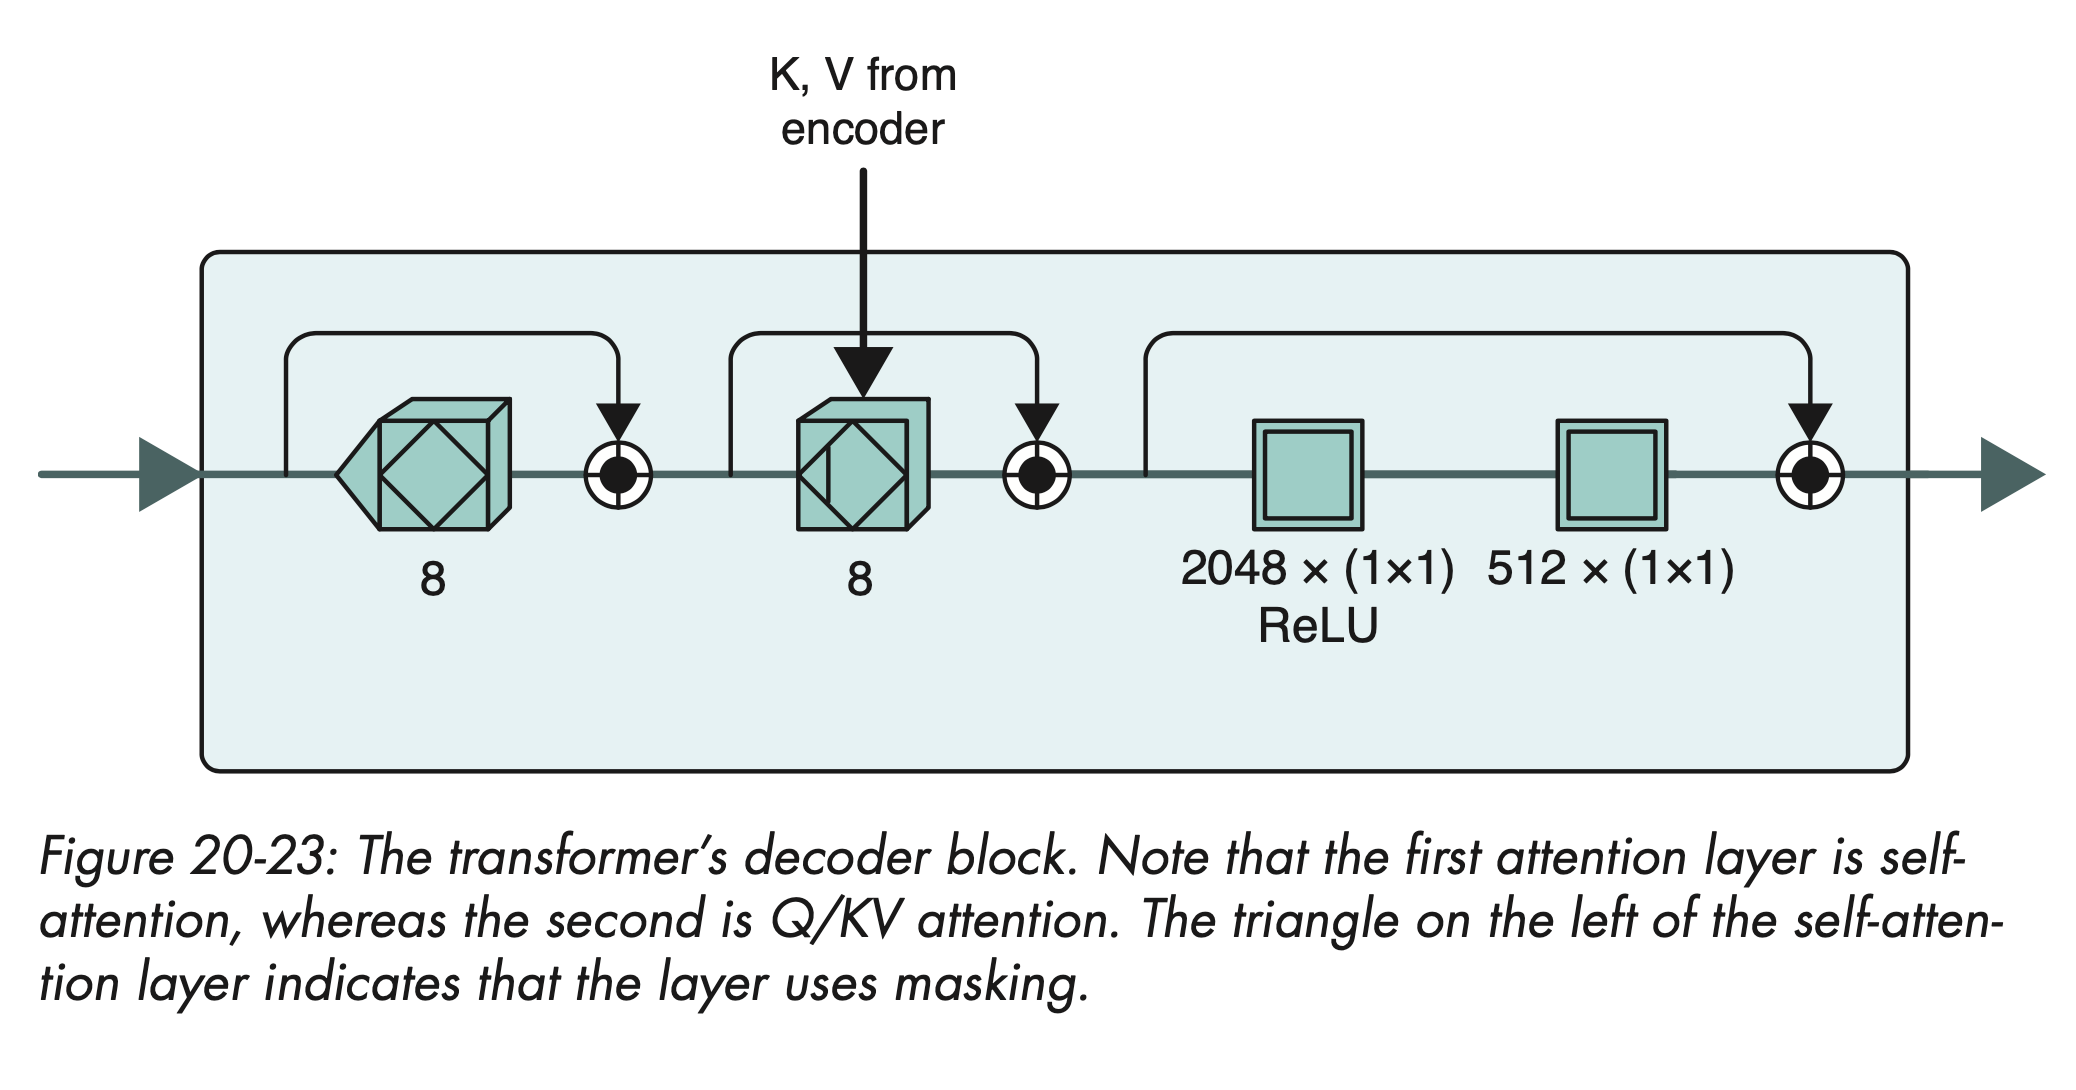 K, V from
encoder
8
8
2048 × (1×1)
ReLU
512 × (1×1)
Figure 20-23: The transformer’s decoder block. Note that the first attention layer is self-
attention, whereas the second is Q/KV attention. The triangle on the left of the self-atten-
tion layer indicates that the layer uses masking.